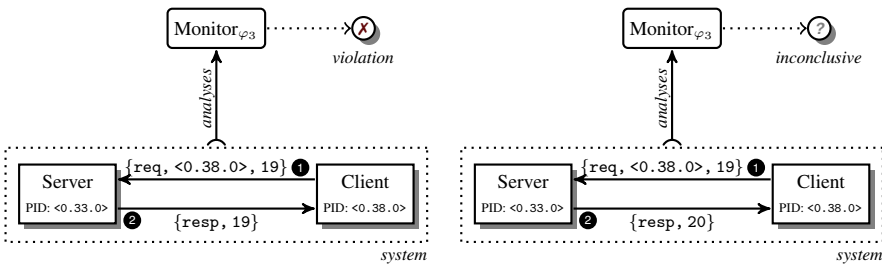 Monitorφ3
✗
violation
analyses
{req, <0.38.0>, 19} 1
Server
PID: <0.33.0>
Client
PID: <0.38.0>
2 {resp, 19}
system
Monitorφ3
?
inconclusive
analyses
{req, <0.38.0>, 19} 1
Server
PID: <0.33.0>
Client
PID: <0.38.0>
2 {resp, 20}
system